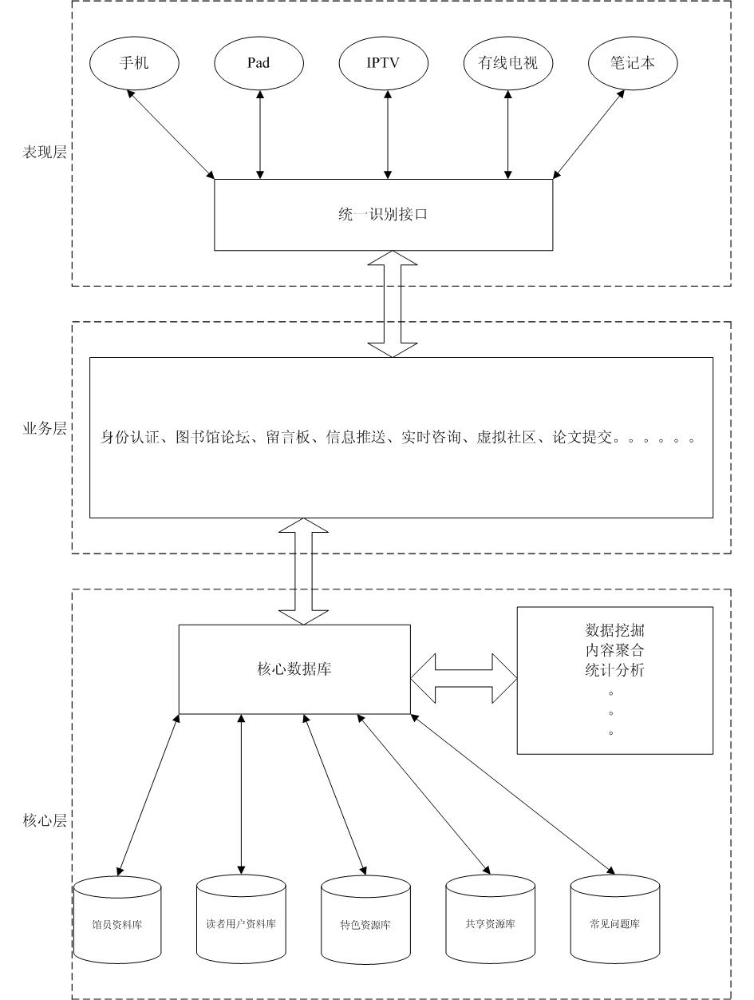 手机
Pad
IPTV
有线电视
笔记本
表现层
统一识别接口
业务层
身份认证、图书馆论坛、留言板、信息推送、实时咨询、虚拟社区、论文提交。。。。。。
数据挖掘
内容聚合
统计分析
。
。
。
核心数据库
核心层
馆员资料库
读者用户资料库
特色资源库
共享资源库
常见问题库